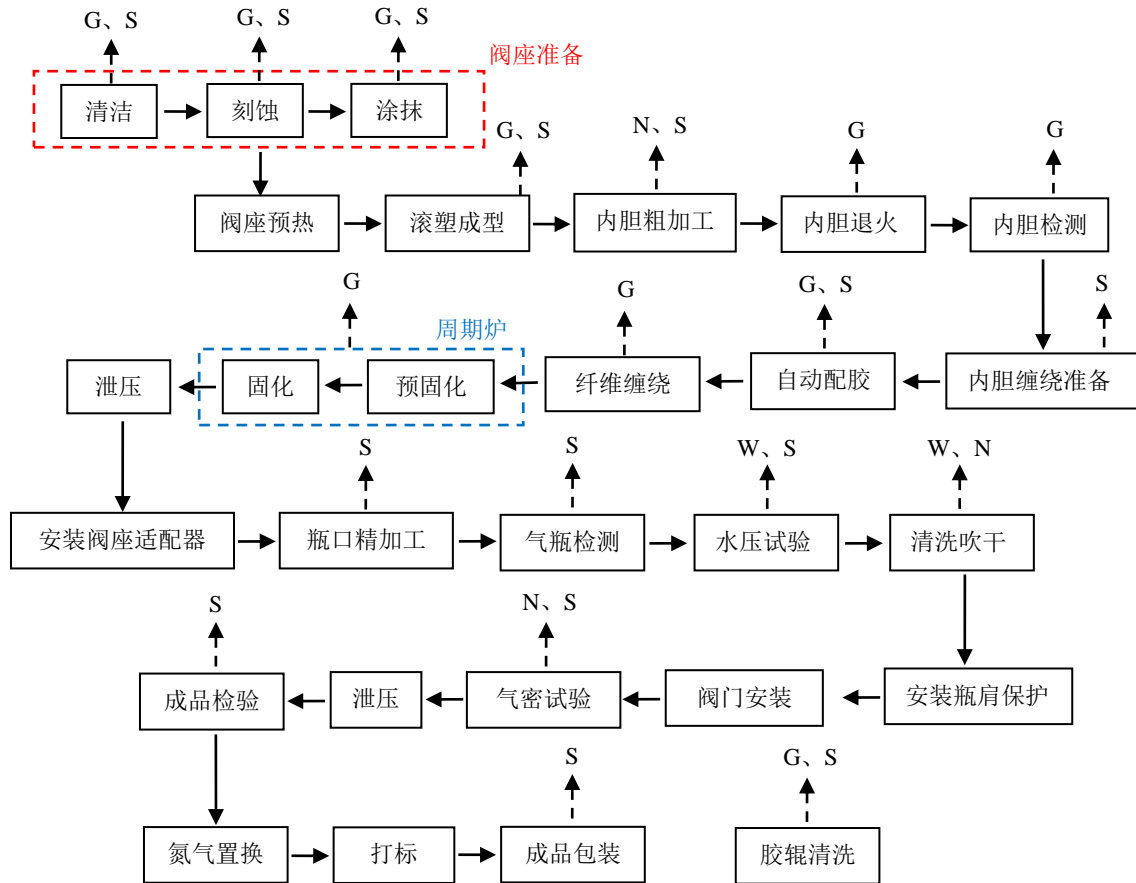 G、S
G、S
G、S
阀座准备
清洁
刻蚀
涂抹
G、S
N、S
G
G
阀座预热
滚塑成型
内胆粗加工
内胆退火
内胆检测
G
G
G、S
S
周期炉
泄压
固化
预固化
纤维缠绕
自动配胶
内胆缠绕准备
S
S
W、S
W、N
安装阀座适配器
瓶口精加工
气瓶检测
水压试验
清洗吹干
S
N、S
成品检验
泄压
气密试验
阀门安装
安装瓶肩保护
S
G、S
氮气置换
打标
成品包装
胶辊清洗